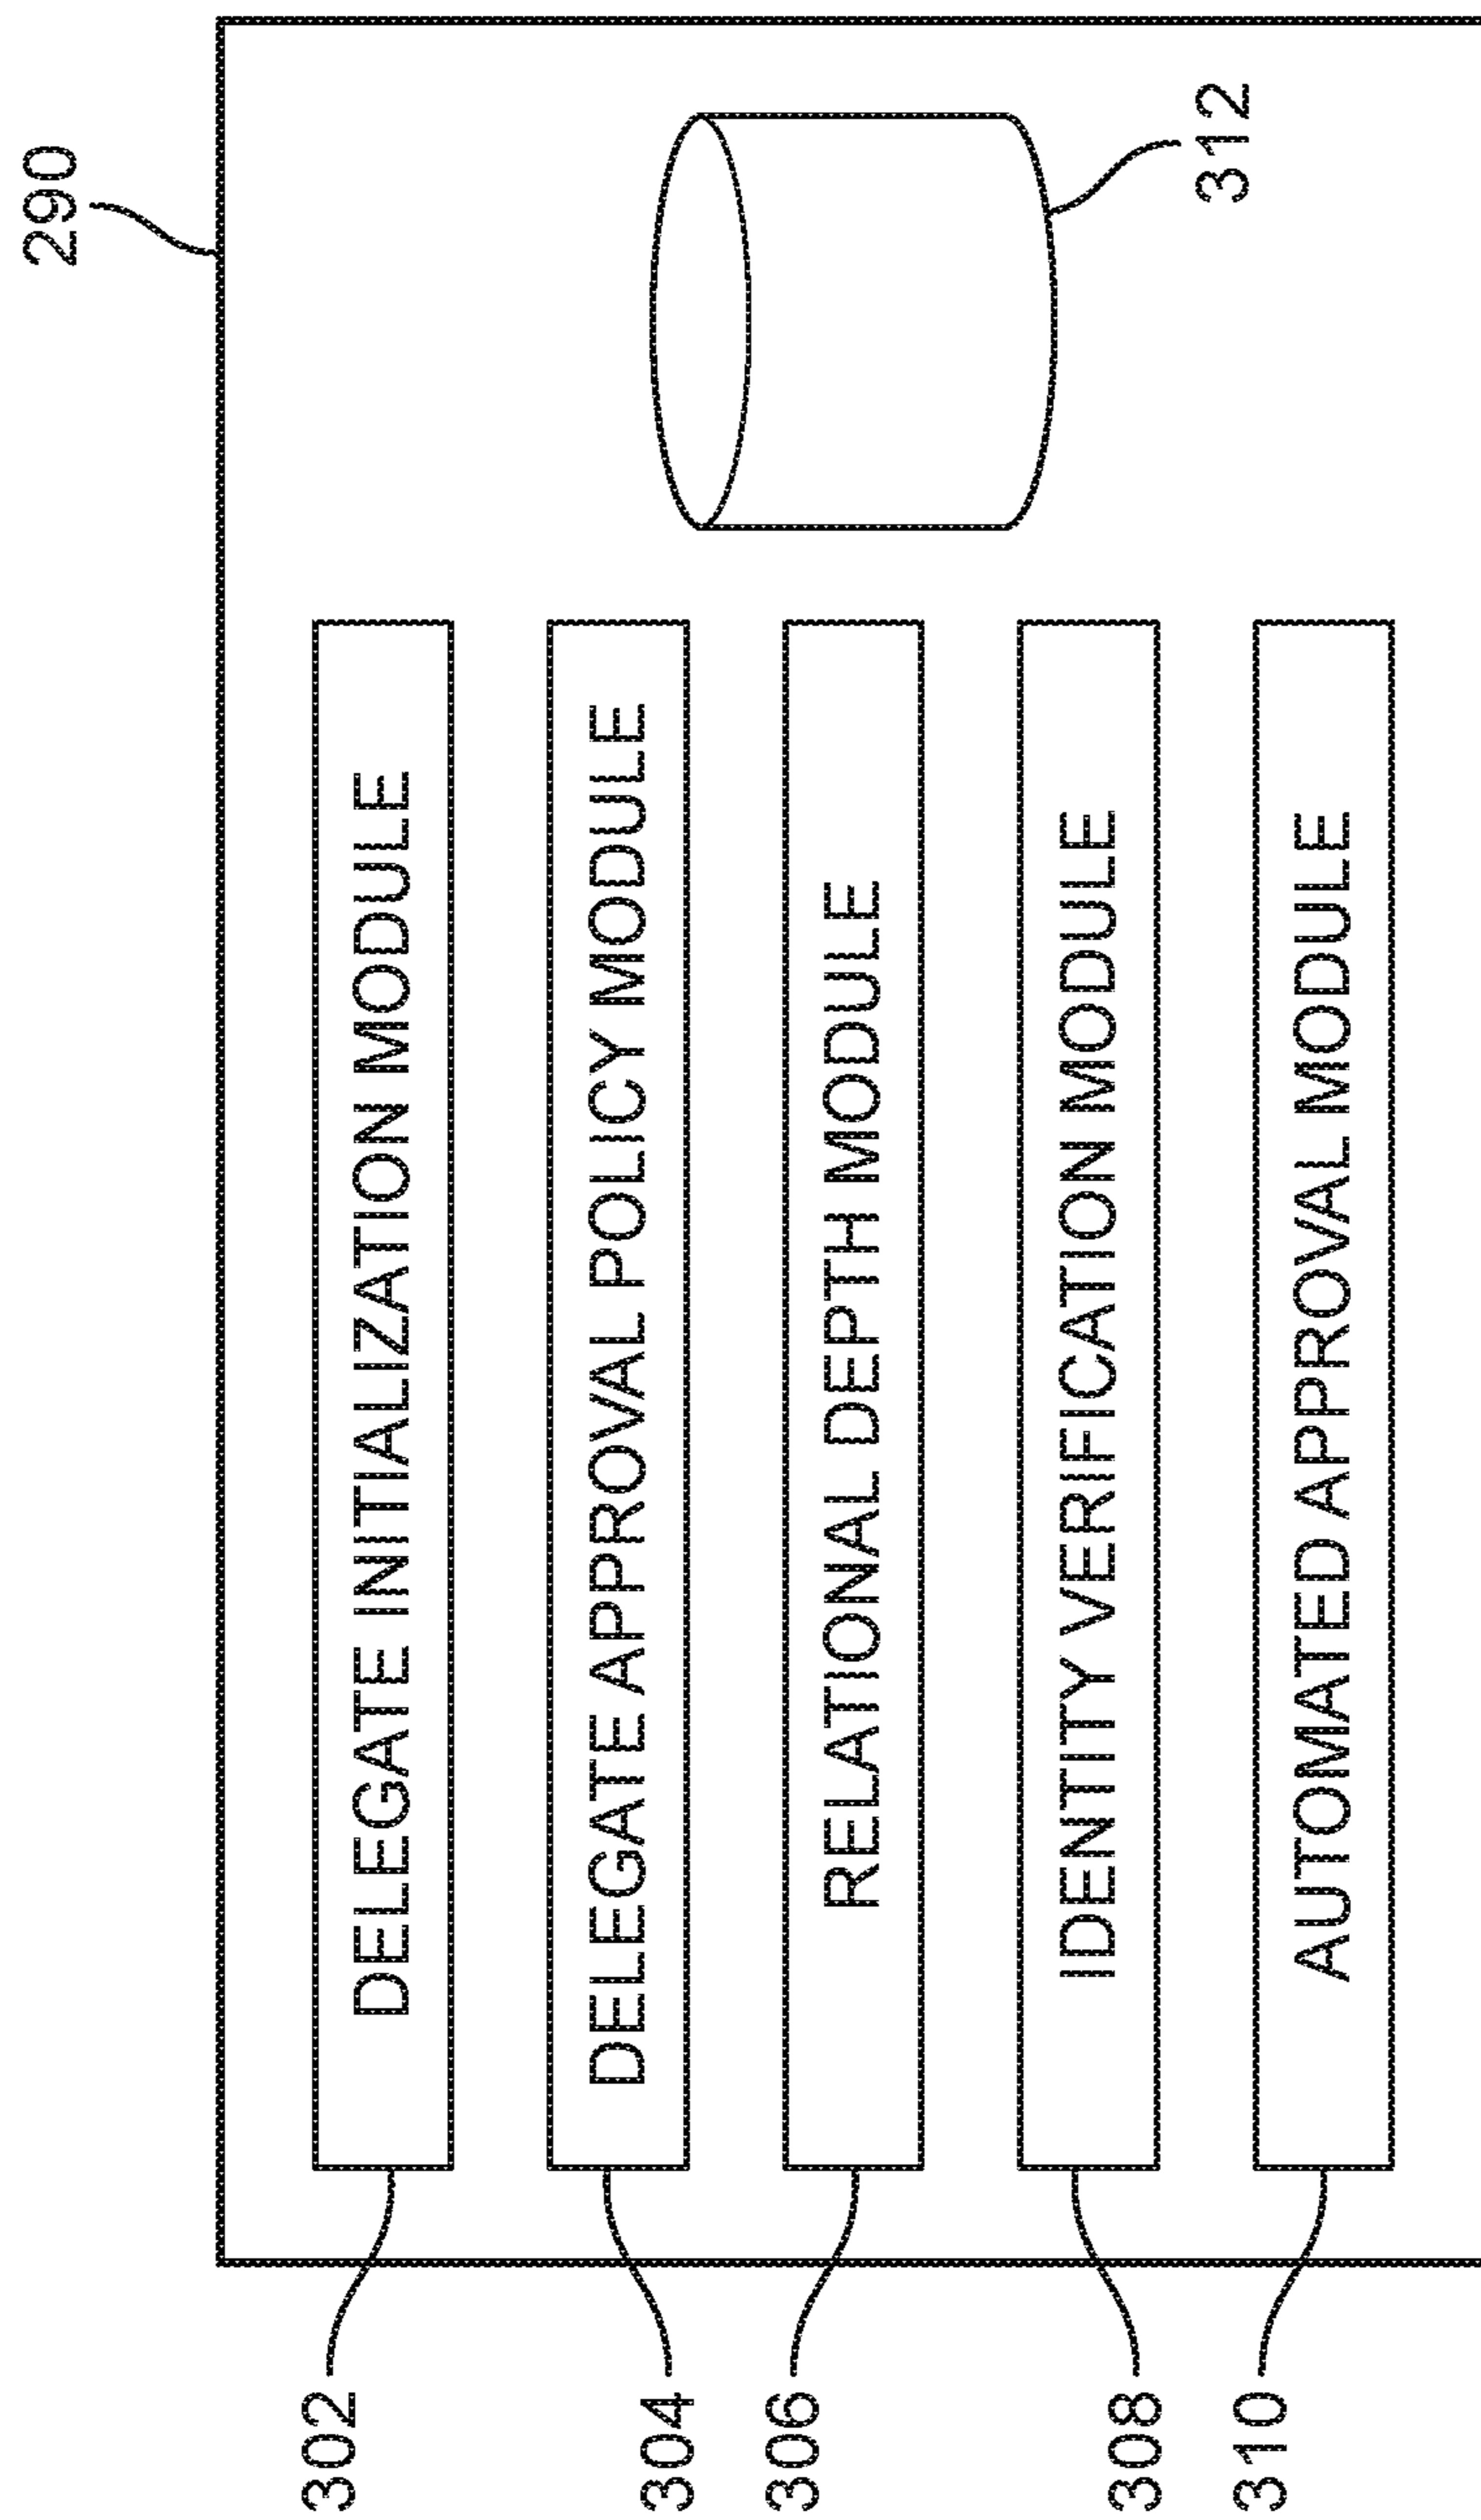 290
302
DELEGATE INITIALIZATION MODULE
304
DELEGATE APPROVAL POLICY MODULE
306
RELATIONAL DEPTH MODULE
308
IDENTITY VERIFICATION MODULE
310
AUTOMATED APPROVAL MODULE
312